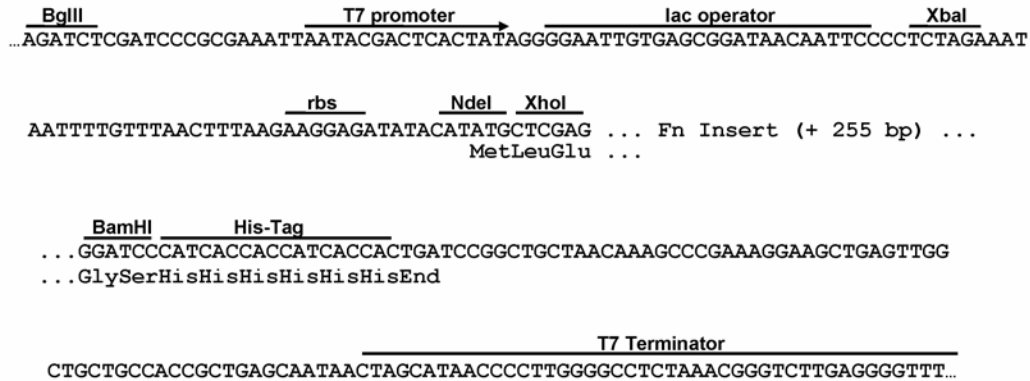 BglII T7 promoter lac operator XbaI
…AGATCTCGATCCCGCGAAATTAATACGACTCACTATAGGGGAATTGTGAGCGGATAACAATTCCCCTCTAGAAAT
rbs NdeI XhoI
AATTTTGTTTAACTTTAAGAAGGAGATATACATATGCTCGAG ... Fn Insert (+ 255 bp) ...
MetLeuGlu ...
BamHI His-Tag
...GGATCCCATCACCACCATCACCACTGATCCGGCTGCTAACAAAGCCCGAAAGGAAGCTGAGTTGG
...GlySerHisHisHisHisHisHisEnd
T7 Terminator
CTGCTGCCACCGCTGAGCAATAACTAGCATAACCCCTTGGGGCCTCTAAACGGGTCTTGAGGGGTTT…